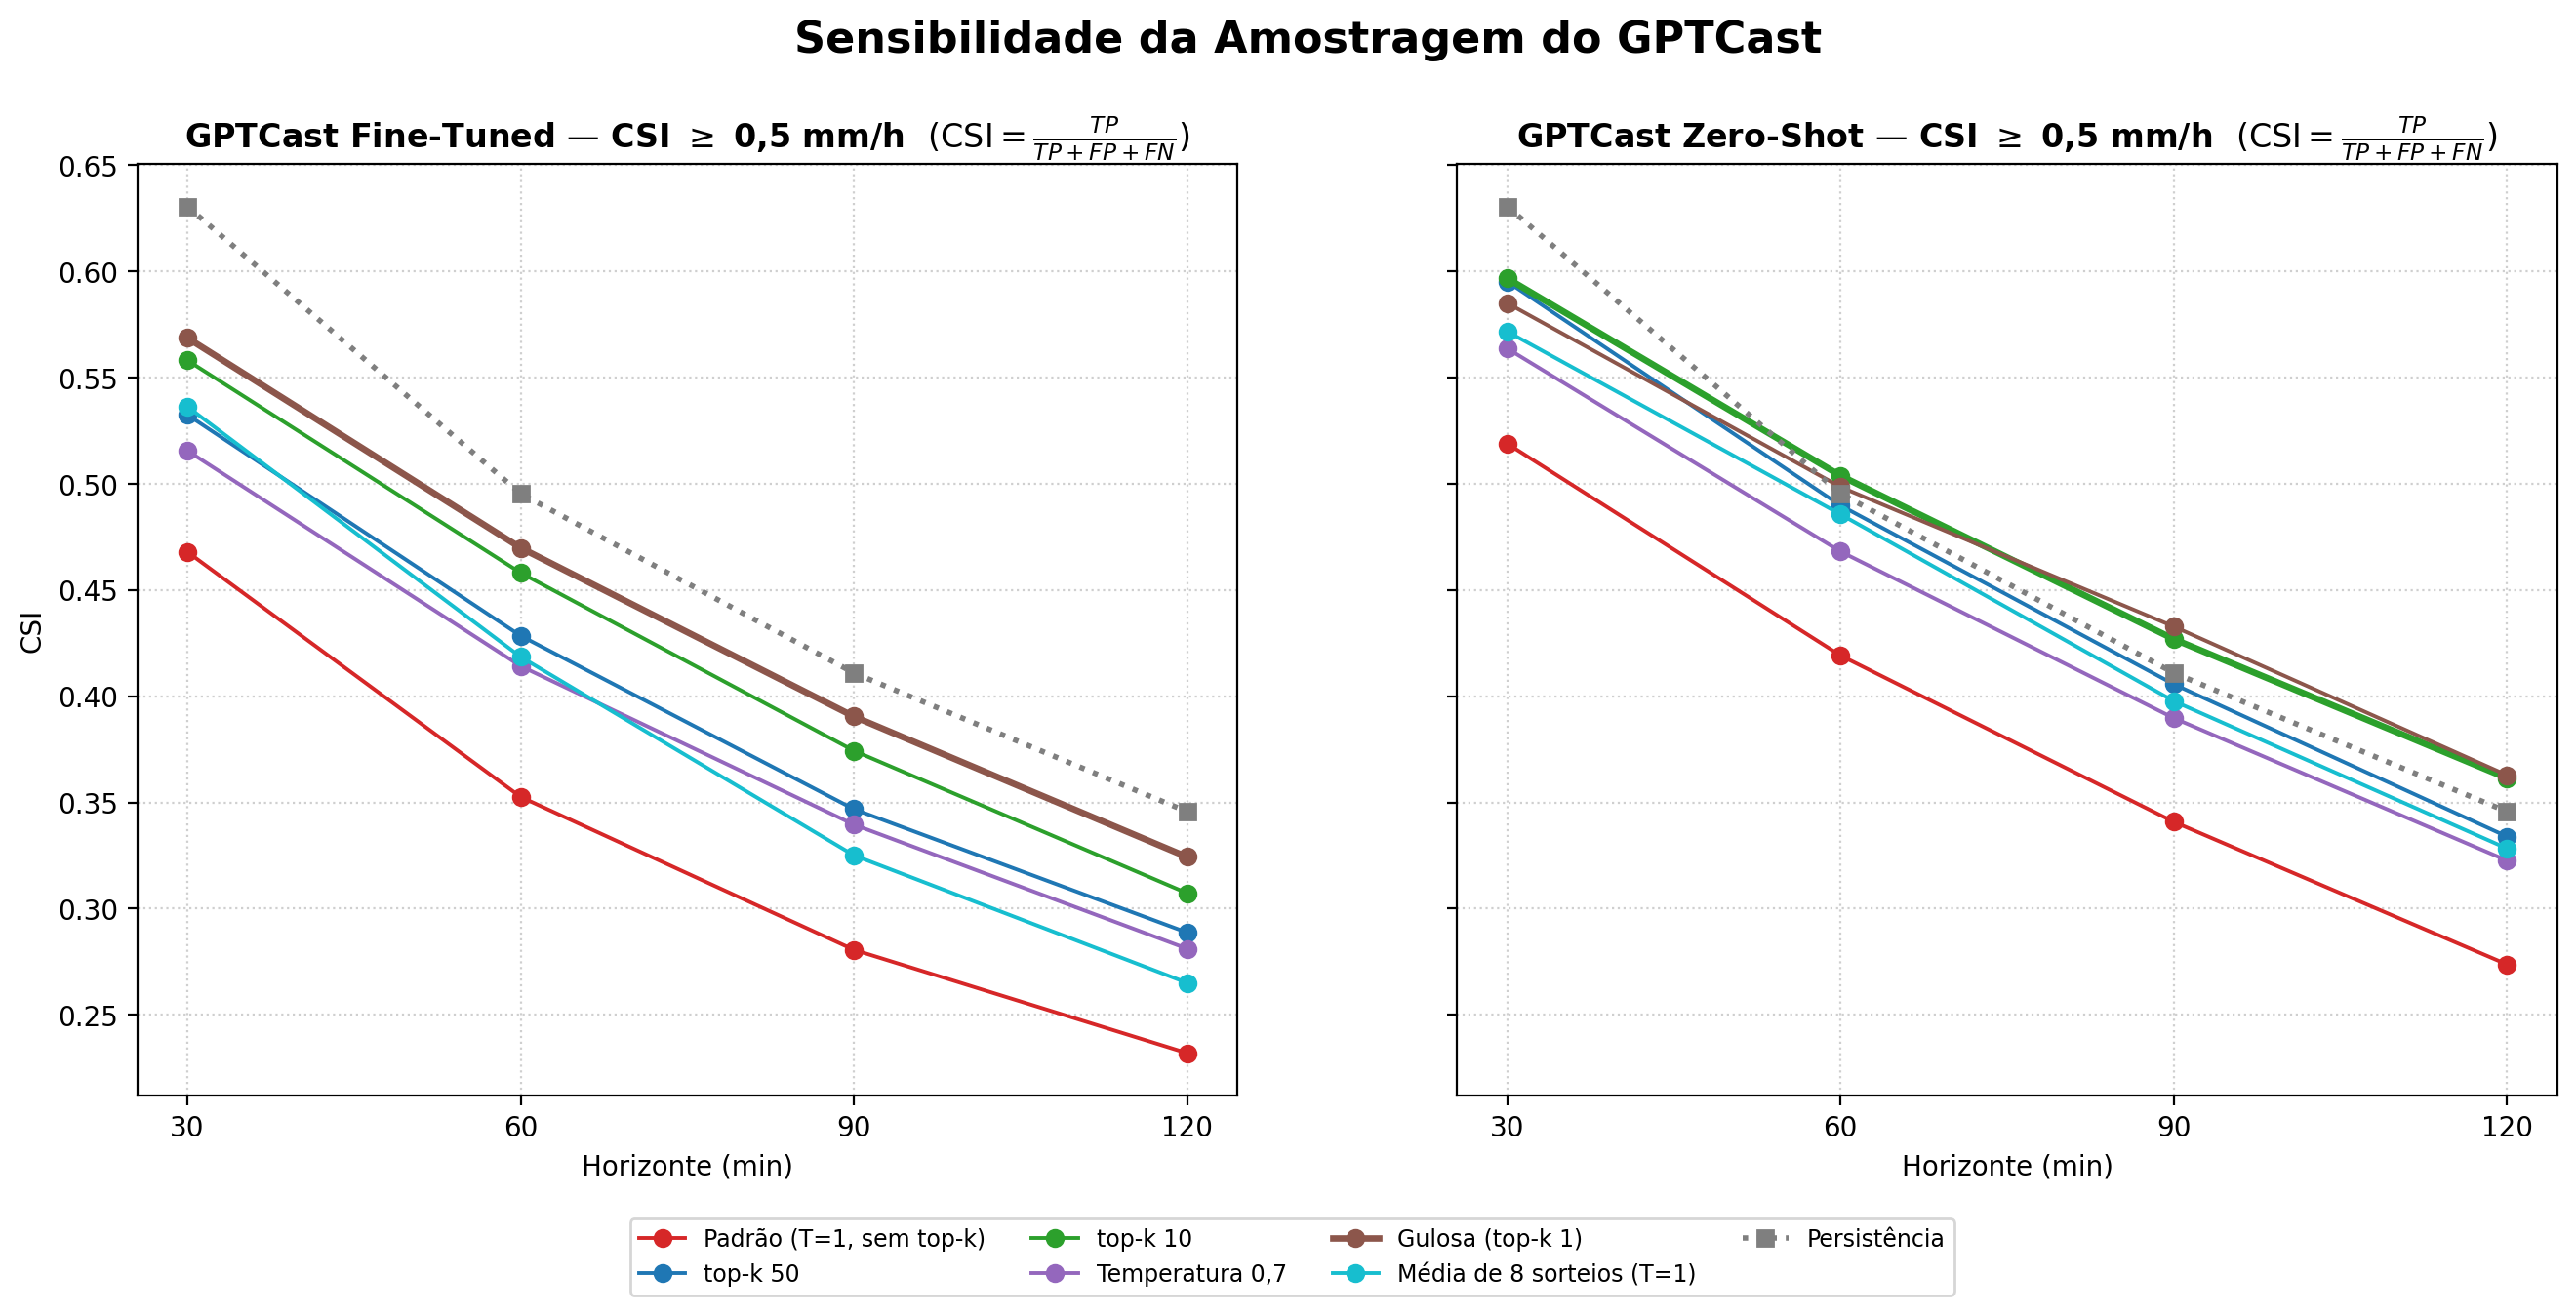 Sensibilidade da Amostragem do GPTCast
GPTCast Fine-Tuned — CSI ≥ 0,5 mm/h (CSI = TP / TP + FP + FN)
0.65
0.60
0.55
0.50
0.45
0.40
0.35
0.30
0.25
CSI
30 60 90 120
Horizonte (min)
GPTCast Zero-Shot — CSI ≥ 0,5 mm/h (CSI = TP / TP + FP + FN)
30 60 90 120
Horizonte (min)
Padrão (T=1, sem top-k)
top-k 50
top-k 10
Temperatura 0,7
Gulosa (top-k 1)
Média de 8 sorteios (T=1)
Persistência